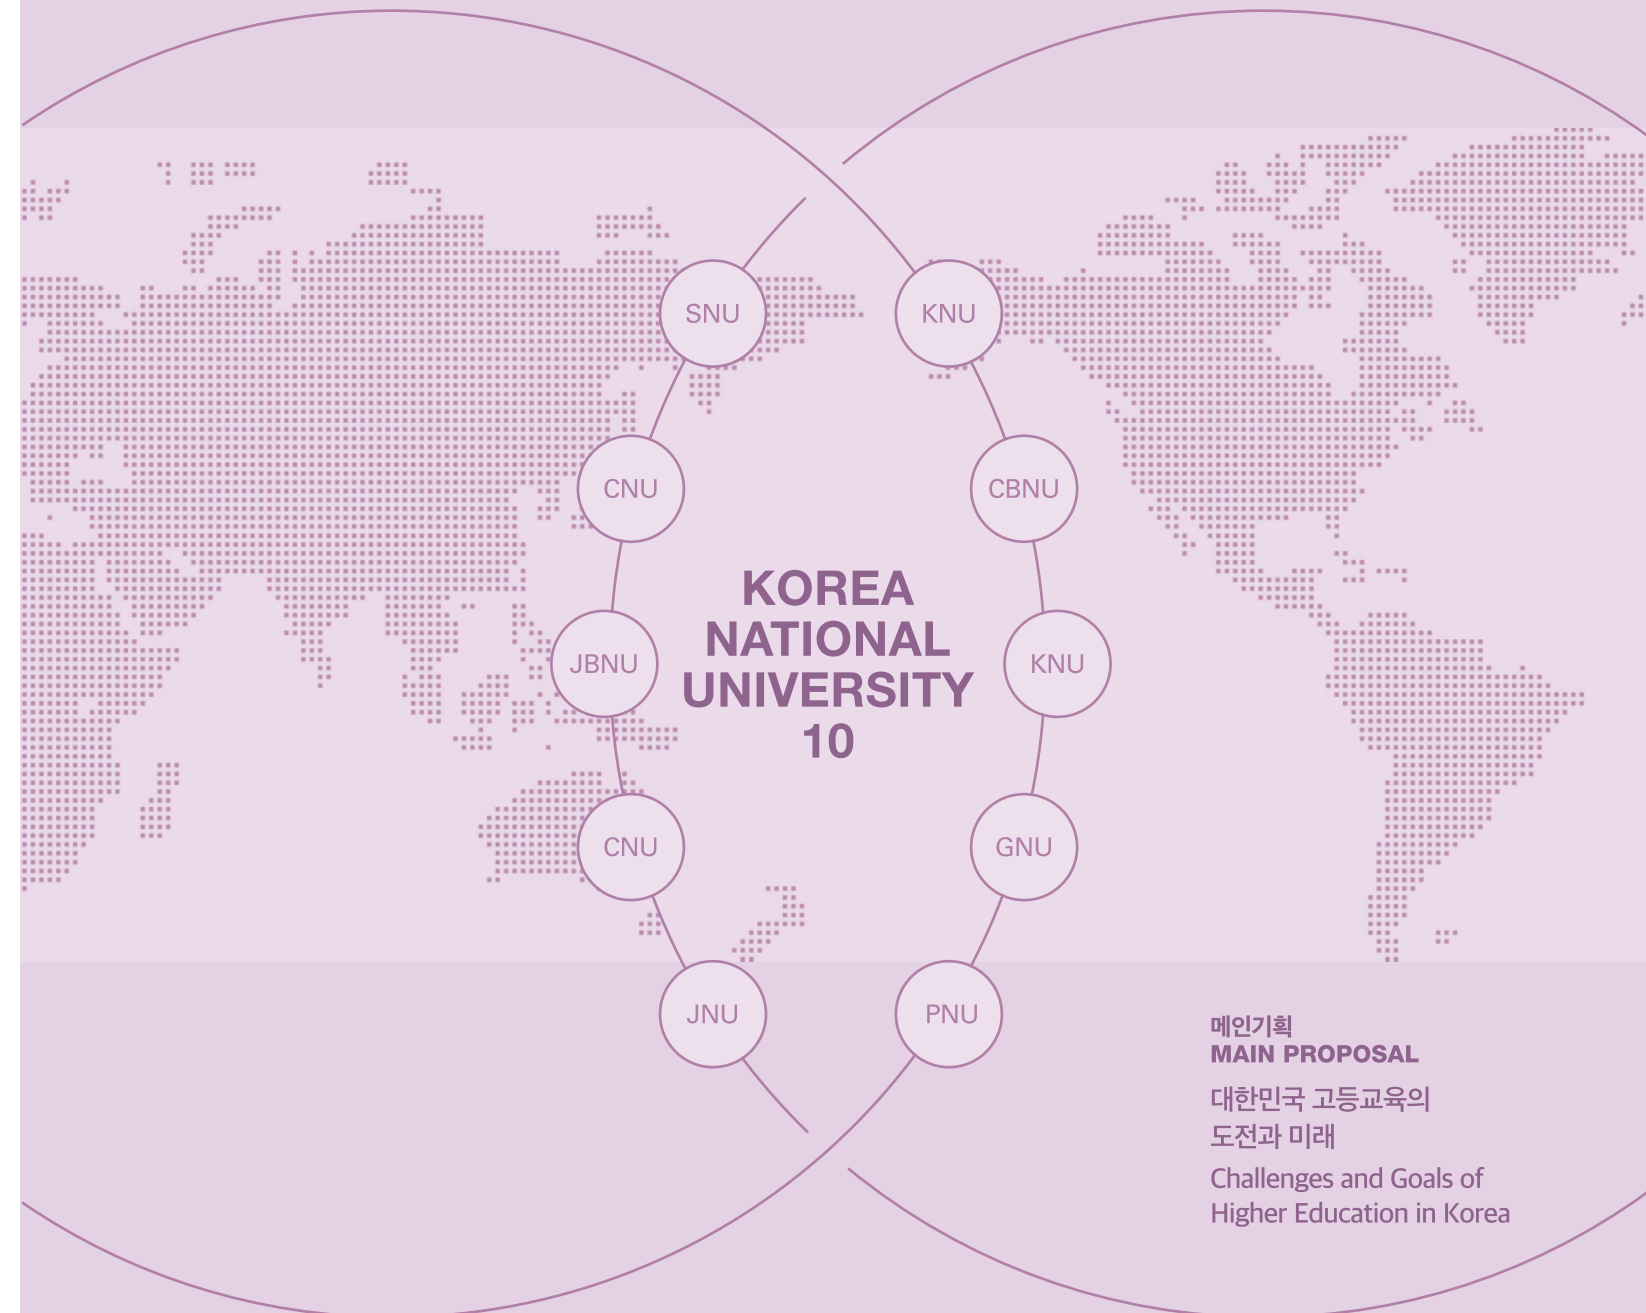 SNU
KNU
CNU
CBNU
KOREA
NATIONAL
UNIVERSITY
10
JBNU
KNU
CNU
GNU
JNU
PNU
메인기획
MAIN PROPOSAL
대한민국 고등교육의
도전과 미래
Challenges and Goals of
Higher Education in Korea